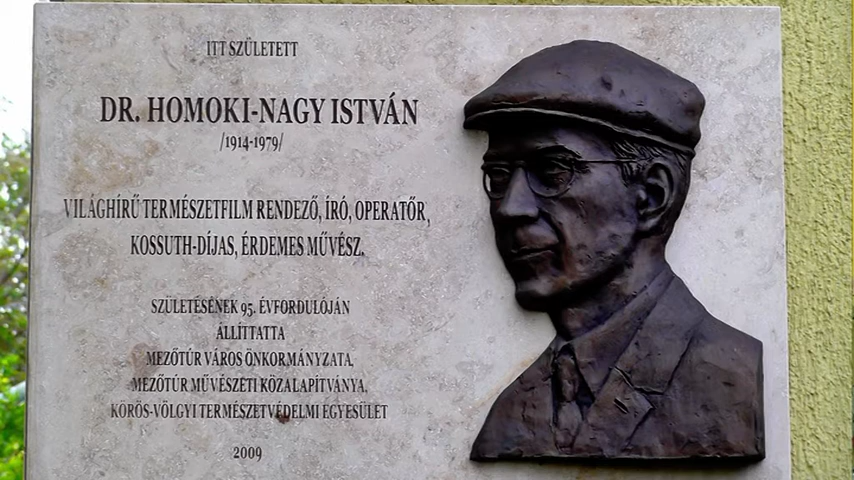 ITT SZÜLETETT
DR. HOMOKI-NAGY ISTVÁN
/1914-1979/
VILÁGHÍRŰ TERMÉSZETFILM RENDEZŐ, ÍRÓ, OPERATŐR,
KOSSUTH-DÍJAS, ÉRDEMES MŰVÉSZ.
SZÜLETÉSÉNEK 95. ÉVFORDULÓJÁN
ÁLLÍTTATTA
MEZŐTÚR VÁROS ÖNKORMÁNYZATA,
MEZŐTÚR MŰVÉSZETI KÖZALAPÍTVÁNYA,
KÖRÖS-VÖLGYI TERMÉSZETVÉDELMI EGYESÜLET
2009